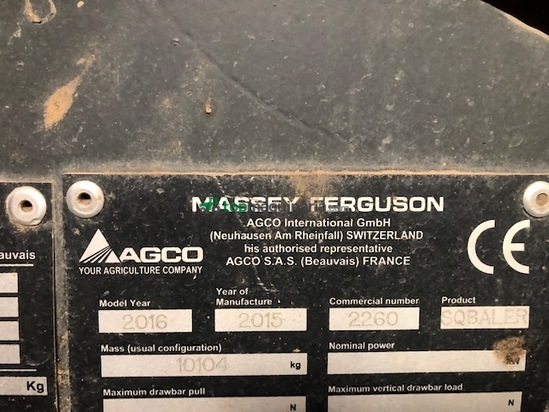 MASSEY FERGUSON
AGCO International GmbH
(Neuhausen Am Rheinfall) SWITZERLAND
his authorised representative
AGCO S.A.S. (Beauvais) FRANCE
AGCO
YOUR AGRICULTURE COMPANY
CE
eauvais)
Model Year
Year of
Manufacture
Commercial number
Product
2016
2015
2260
SQBALER
Mass (usual configuration)
Nominal power
10104 kg
kW
Kg
Maximum drawbar pull
Maximum vertical drawbar load
N
N